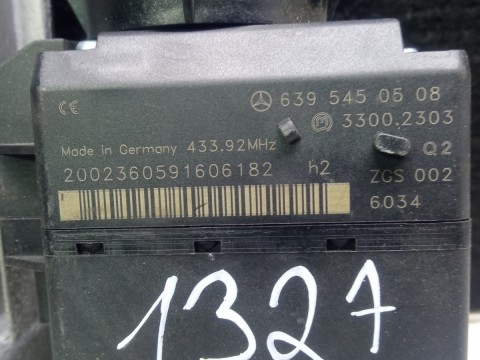 CE 639 545 05 08
M 3300.2303
Made in Germany 433.92MHz Q2
2002360591606182 h2 ZGS 002
6034
1327